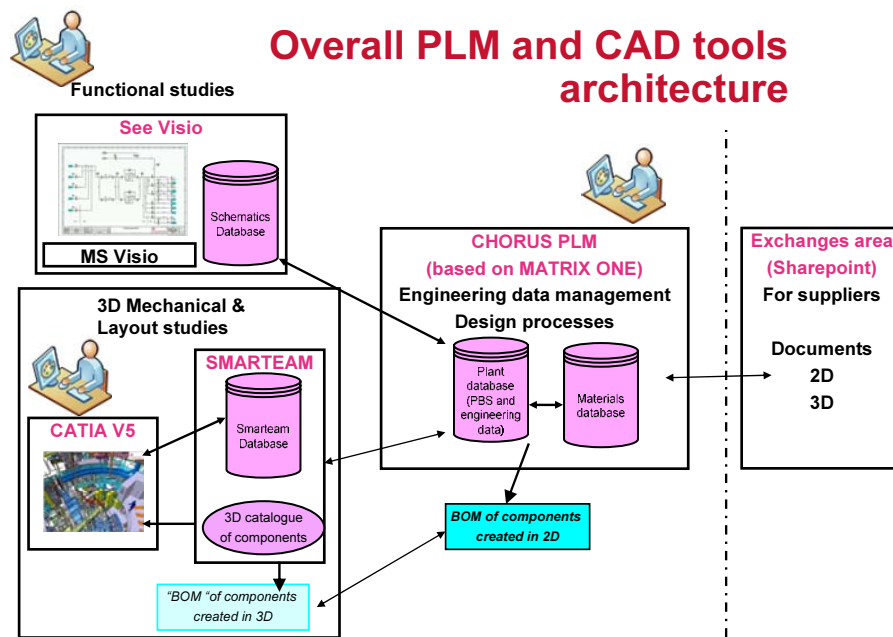 Overall PLM and CAD tools
architecture
Functional studies
See Visio
Schematics
Database
MS Visio
3D Mechanical &
Layout studies
SMARTEAM
Smarteam
Database
CATIA V5
3D catalogue
of components
"BOM "of components
created in 3D
CHORUS PLM
(based on MATRIX ONE)
Engineering data management
Design processes
Plant
database
(PBS and
engineering
data)
Materials
database
BOM of components
created in 2D
Exchanges area
(Sharepoint)
For suppliers
Documents
2D
3D